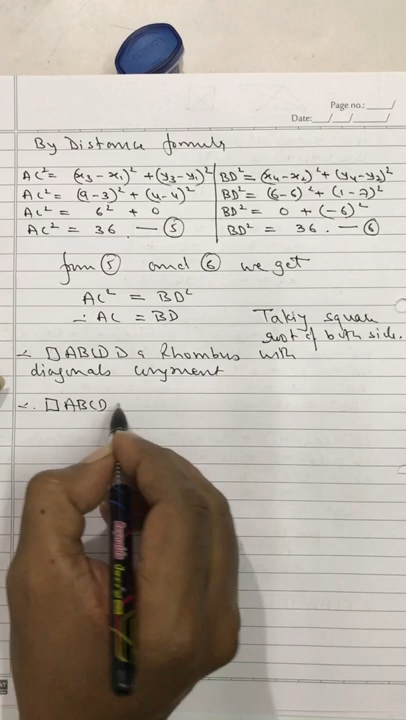 Page no.:
Date:
By Distance formula
AC² = (x₃-x₁)² + (y₃-y₁)²
AC² = (9-3)² + (4-4)²
AC² = 6² + 0
AC² = 36 — ⑤
BD² = (x₄-x₂)² + (y₄-y₂)²
BD² = (6-6)² + (1-7)²
BD² = 0 + (-6)²
BD² = 36. — ⑥
from ⑤ and ⑥ we get
AC² = BD²
∴ AC = BD
Taking square
root of both side.
∴ □ABCD is a Rhombus with
diagonals congruent
∴ □ABCD
Reynolds